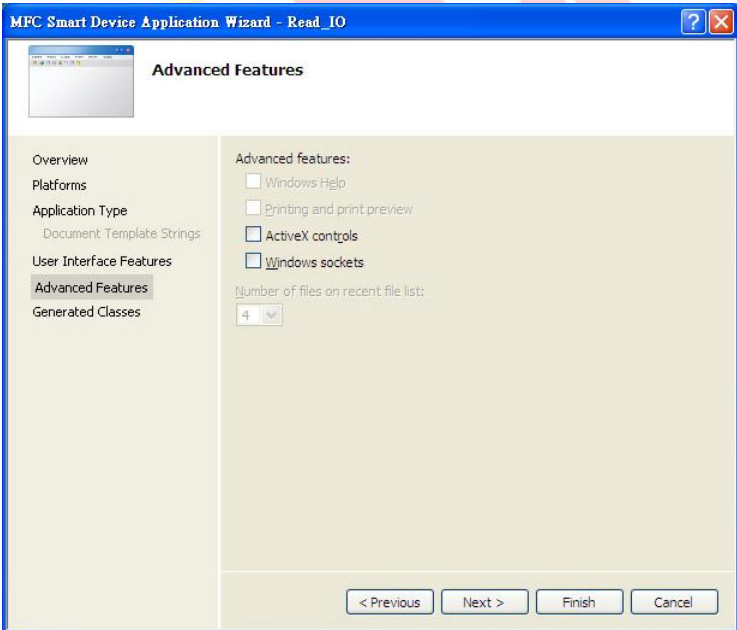 MFC Smart Device Application Wizard - Read_IO
Advanced Features
Overview
Platforms
Application Type
Document Template Strings
User Interface Features
Advanced Features
Generated Classes
Advanced features:
Windows Help
Printing and print preview
ActiveX controls
Windows sockets
Number of files on recent file list:
4
< Previous
Next >
Finish
Cancel